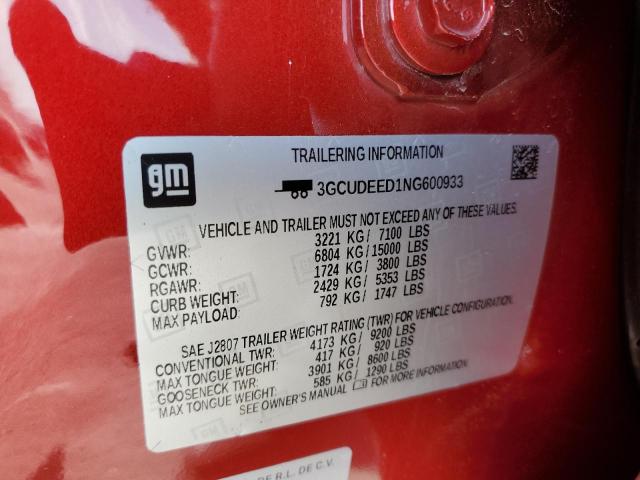 gm
TRAILERING INFORMATION
3GCUDEED1NG600933
VEHICLE AND TRAILER MUST NOT EXCEED ANY OF THESE VALUES.
GVWR: 3221 KG/ 7100 LBS
GCWR: 6804 KG/ 15000 LBS
RGAWR: 1724 KG/ 3800 LBS
CURB WEIGHT: 2429 KG/ 5353 LBS
MAX PAYLOAD: 792 KG/ 1747 LBS
SAE J2807 TRAILER WEIGHT RATING (TWR) FOR VEHICLE CONFIGURATION.
CONVENTIONAL TWR: 4173 KG/ 9200 LBS
MAX TONGUE WEIGHT: 417 KG/ 920 LBS
GOOSENECK TWR: 3901 KG/ 8600 LBS
MAX TONGUE WEIGHT: 585 KG/ 1290 LBS
SEE OWNER'S MANUAL FOR MORE INFORMATION.
DE R.L. DE C.V.